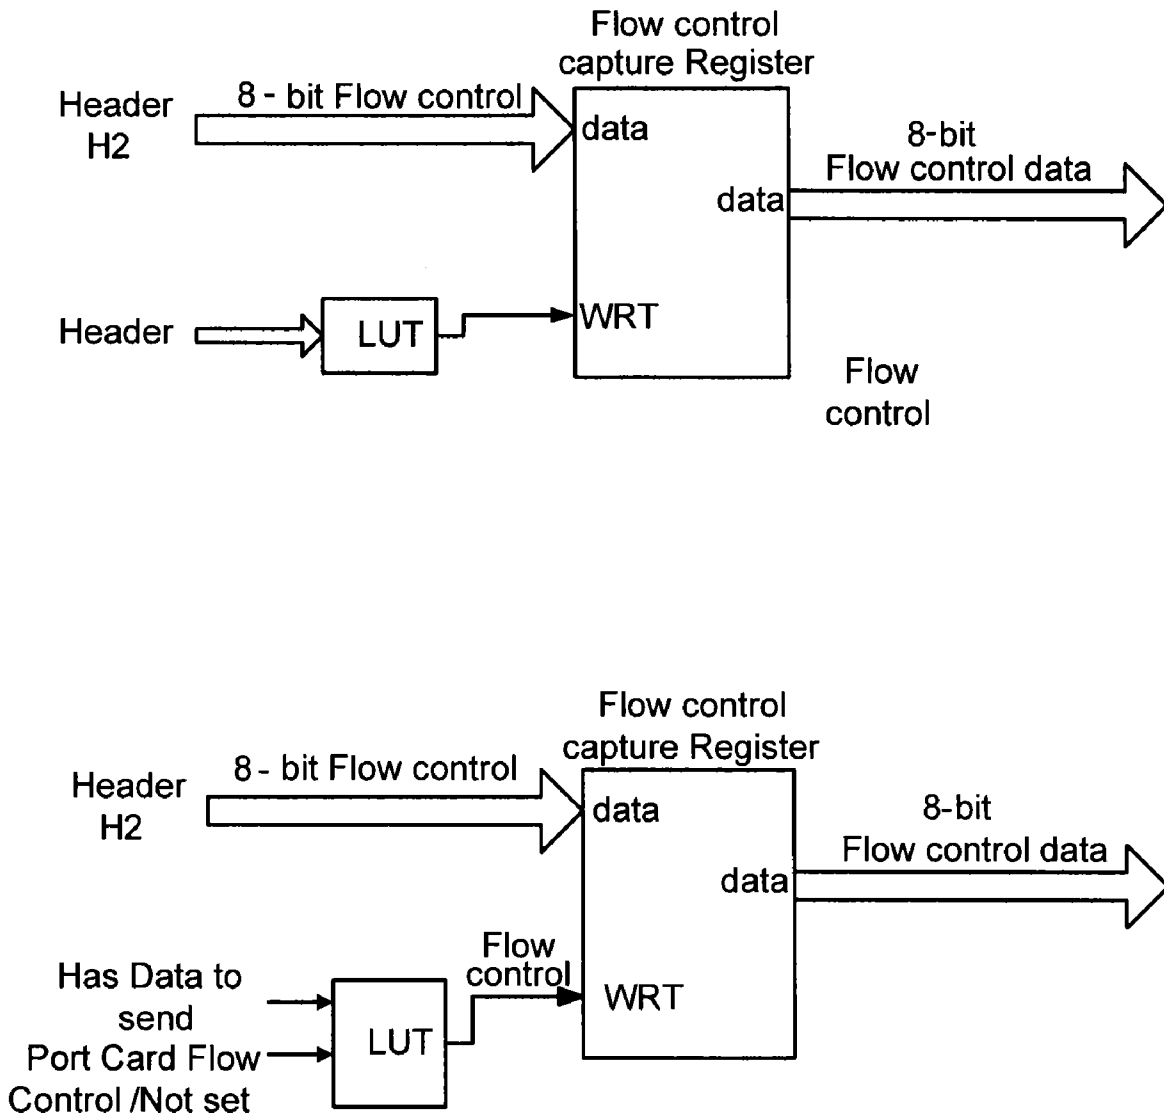 Flow control
capture Register
Header
H2
8 - bit Flow control
data
8-bit
Flow control data
data
Header
LUT
WRT
Flow
control
Flow control
capture Register
Header
H2
8 - bit Flow control
data
8-bit
Flow control data
data
Flow
control
Has Data to
send
Port Card Flow
Control /Not set
LUT
WRT